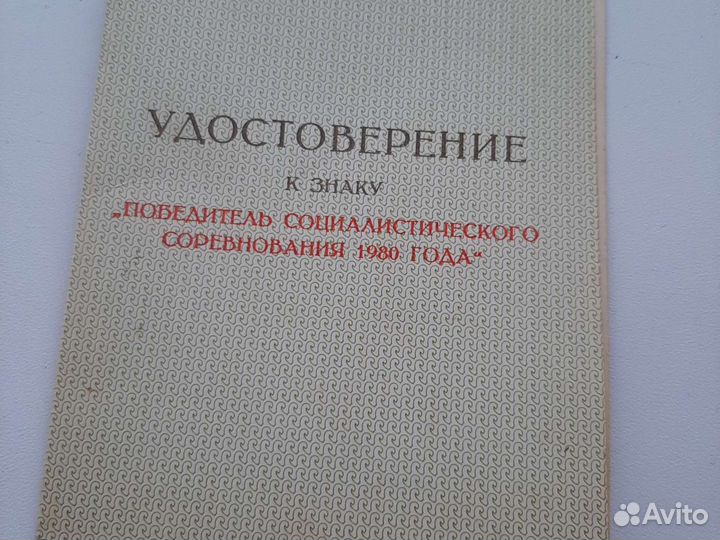 УДОСТОВЕРЕНИЕ
К ЗНАКУ
„ПОБЕДИТЕЛЬ СОЦИАЛИСТИЧЕСКОГО
СОРЕВНОВАНИЯ 1980 ГОДА“
Avito